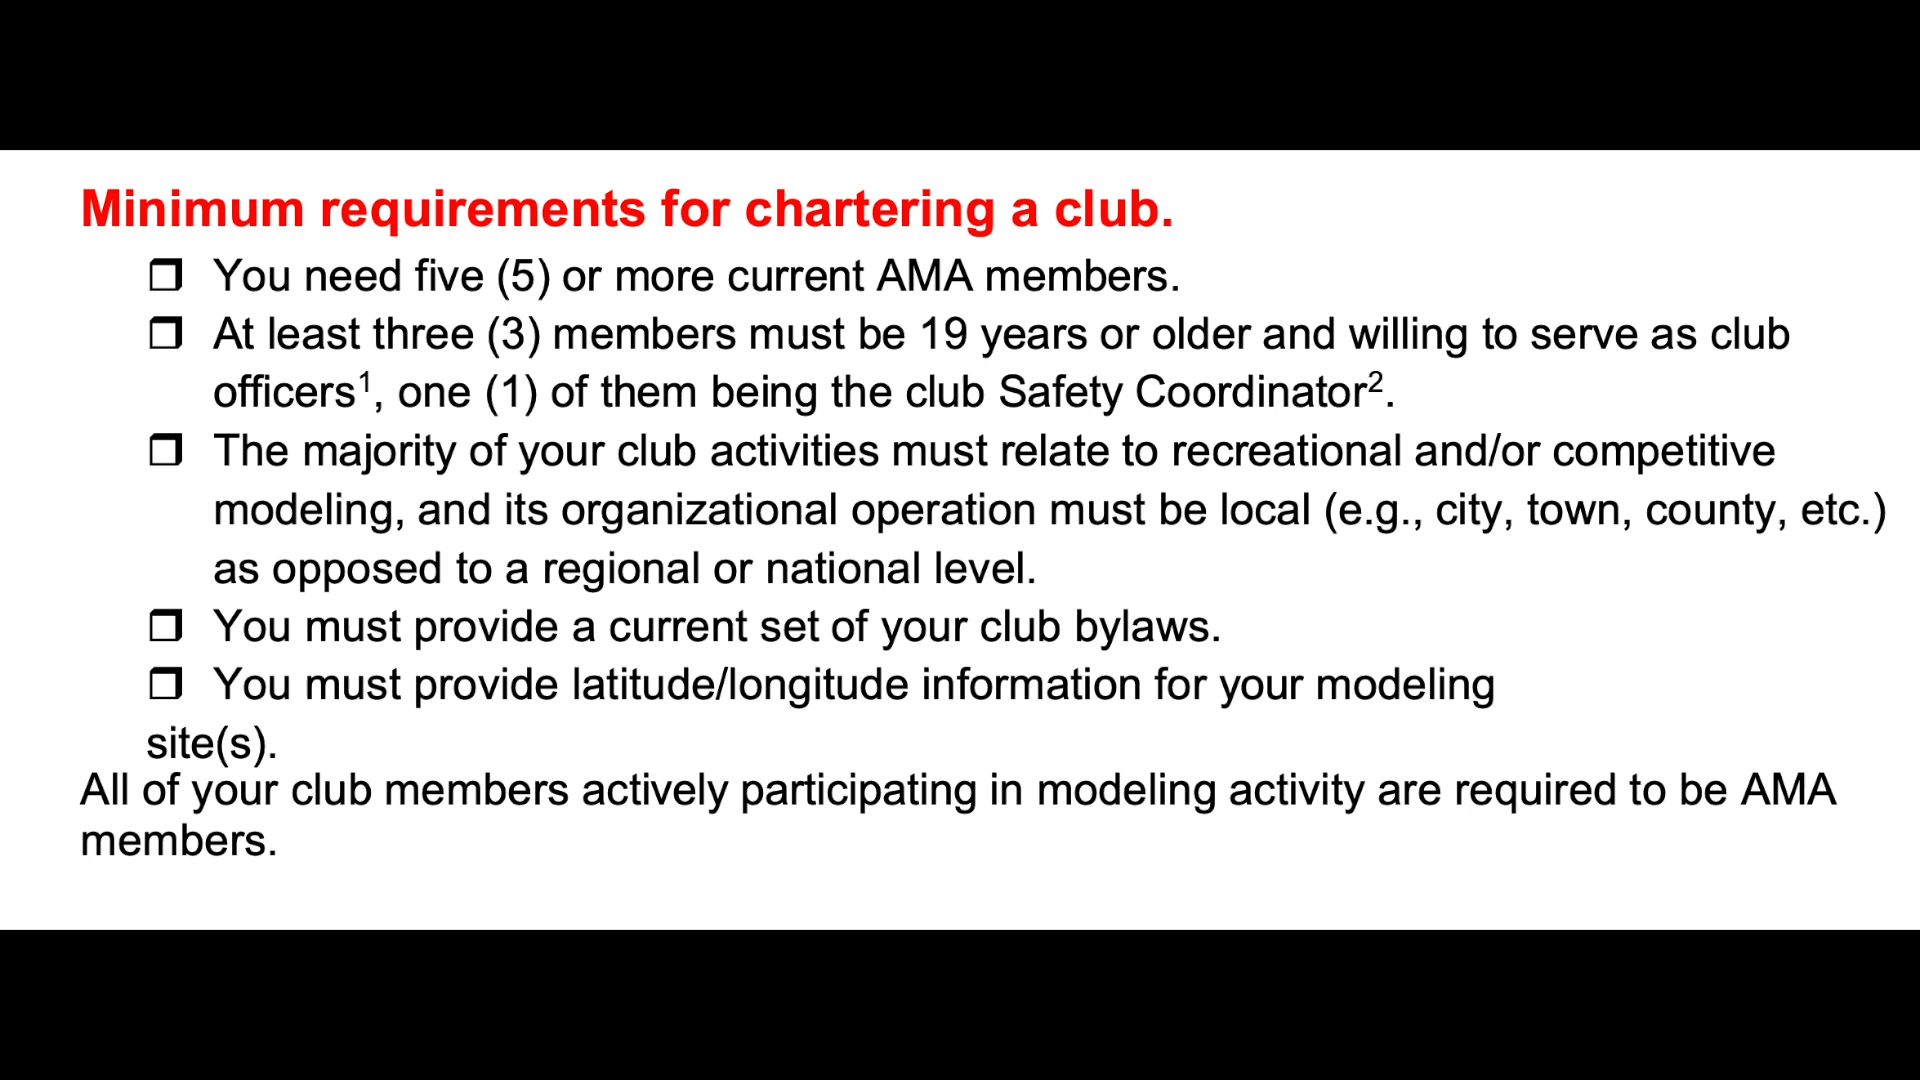 Minimum requirements for chartering a club.
❒ You need five (5) or more current AMA members.
❒ At least three (3) members must be 19 years or older and willing to serve as club
officers¹, one (1) of them being the club Safety Coordinator².
❒ The majority of your club activities must relate to recreational and/or competitive
modeling, and its organizational operation must be local (e.g., city, town, county, etc.)
as opposed to a regional or national level.
❒ You must provide a current set of your club bylaws.
❒ You must provide latitude/longitude information for your modeling
site(s).
All of your club members actively participating in modeling activity are required to be AMA
members.